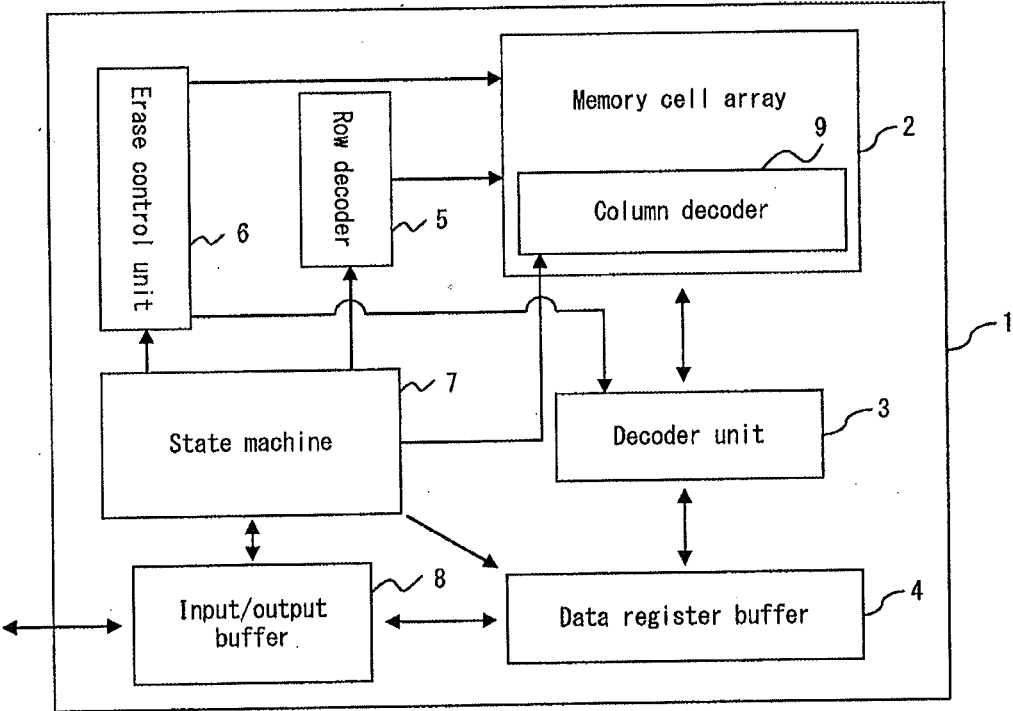 Erase control unit
6
Row decoder
5
Memory cell array
2
9
Column decoder
1
State machine
7
Decoder unit
3
Input/output
buffer
8
Data register buffer
4